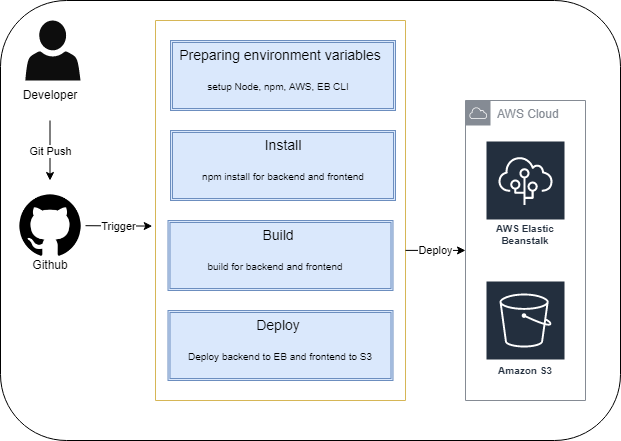 Developer
Git Push
Github
Trigger
Preparing environment variables
setup Node, npm, AWS, EB CLI
Install
npm install for backend and frontend
Build
build for backend and frontend
Deploy
Deploy backend to EB and frontend to S3
Deploy
AWS Cloud
AWS Elastic
Beanstalk
Amazon S3